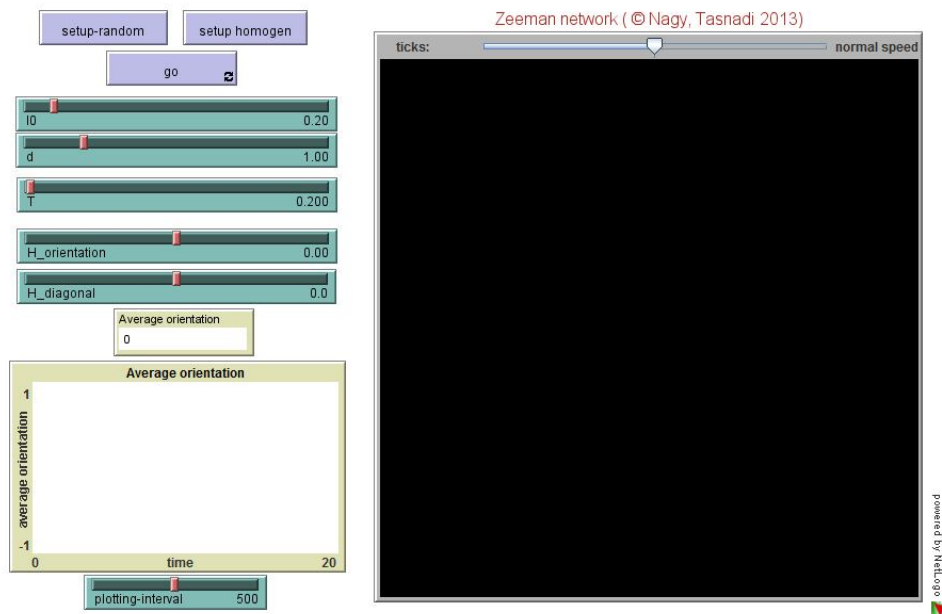 setup-random
setup homogen
go
l0 0.20
d 1.00
T 0.200
H_orientation 0.00
H_diagonal 0.0
Average orientation
0
Average orientation
1
average orientation
-1
0 time 20
plotting-interval 500
Zeeman network ( © Nagy, Tasnadi 2013)
ticks: normal speed
powered by NetLogo